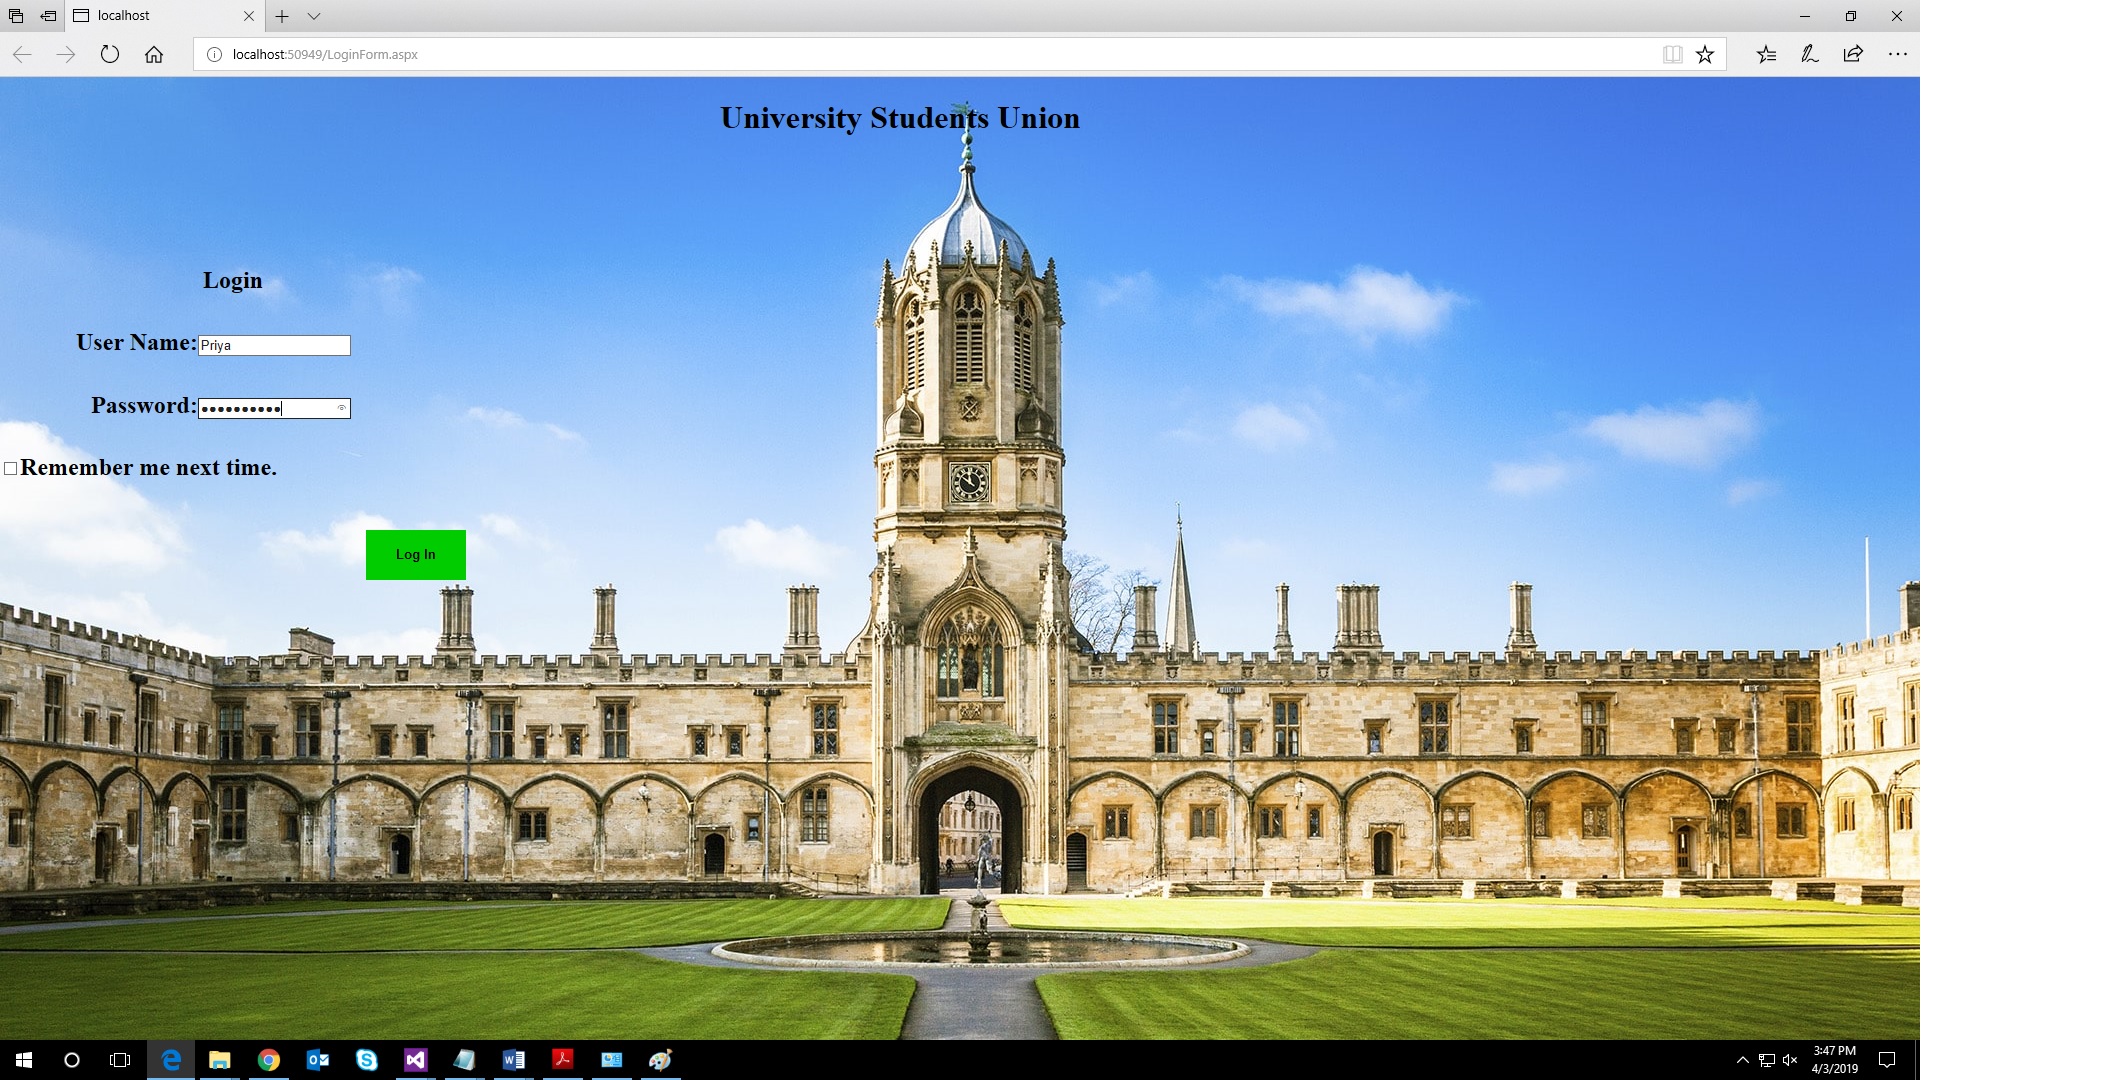 localhost
localhost:50949/LoginForm.aspx
University Students Union
Login
User Name:
Priya
Password:
••••••••••
Remember me next time.
Log In
3:47 PM
4/3/2019